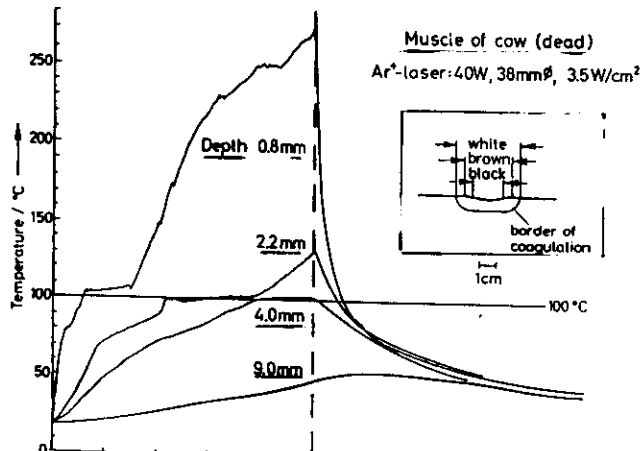 Muscle of cow (dead)
Ar⁺-laser: 40W, 38mmø, 3.5W/cm²
250
200
150
100
50
0
Temperature / °C
Depth 0.8mm
2.2mm
4.0mm
9.0mm
100 °C
white
brown
black
border of
coagulation
1cm